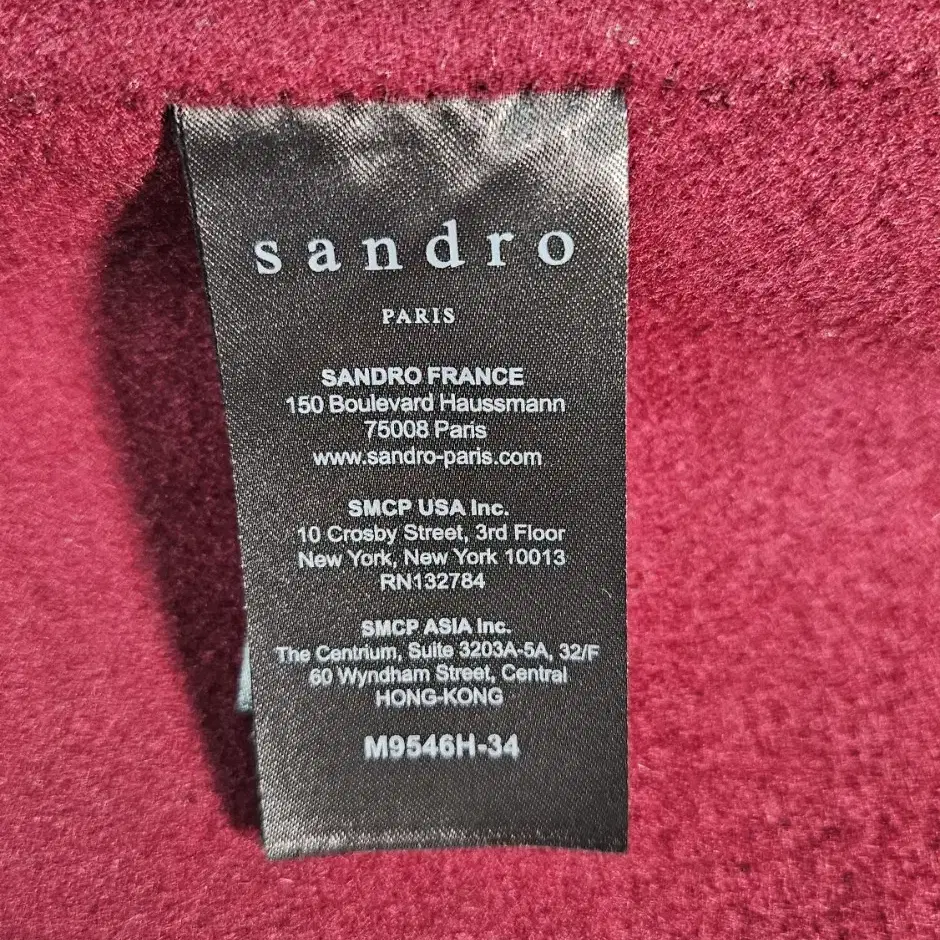 sandro
PARIS
SANDRO FRANCE
150 Boulevard Haussmann
75008 Paris
www.sandro-paris.com
SMCP USA Inc.
10 Crosby Street, 3rd Floor
New York, New York 10013
RN132784
SMCP ASIA Inc.
The Centrium, Suite 3203A-5A, 32/F
60 Wyndham Street, Central
HONG-KONG
M9546H-34